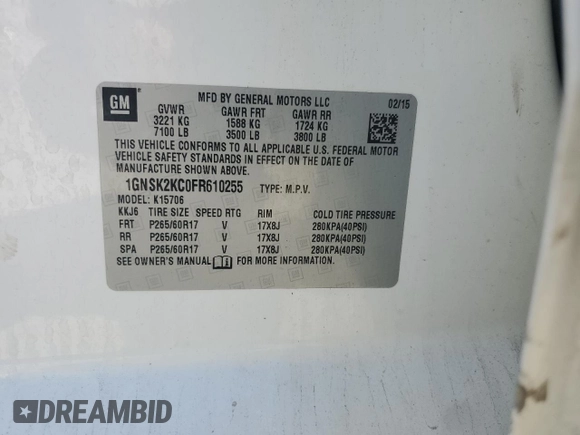 GM
MFD BY GENERAL MOTORS LLC 02/15
GVWR GAWR FRT GAWR RR
3221 KG 1588 KG 1724 KG
7100 LB 3500 LB 3800 LB
THIS VEHICLE CONFORMS TO ALL APPLICABLE U.S. FEDERAL MOTOR
VEHICLE SAFETY STANDARDS IN EFFECT ON THE DATE OF
MANUFACTURE SHOWN ABOVE.
1GNSK2KC0FR610255 TYPE: M.P.V.
MODEL: K15706
KKJ6 TIRE SIZE SPEED RTG RIM COLD TIRE PRESSURE
FRT P265/60R17 V 17X8J 280KPA(40PSI)
RR P265/60R17 V 17X8J 280KPA(40PSI)
SPA P265/60R17 V 17X8J 280KPA(40PSI)
SEE OWNER'S MANUAL FOR MORE INFORMATION.
DREAMBID